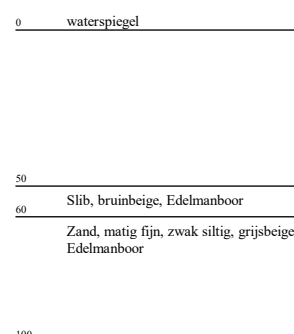 0 waterspiegel
50
Slib, bruinbeige, Edelmanboor
60
Zand, matig fijn, zwak siltig, grijsbeige
Edelmanboor
100